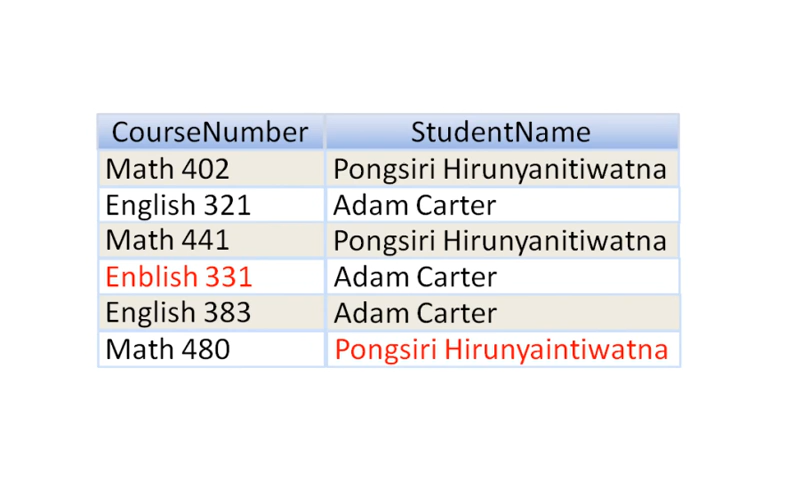 CourseNumber StudentName
Math 402 Pongsiri Hirunyanitiwatna
English 321 Adam Carter
Math 441 Pongsiri Hirunyanitiwatna
Enblish 331 Adam Carter
English 383 Adam Carter
Math 480 Pongsiri Hirunyaintiwatna